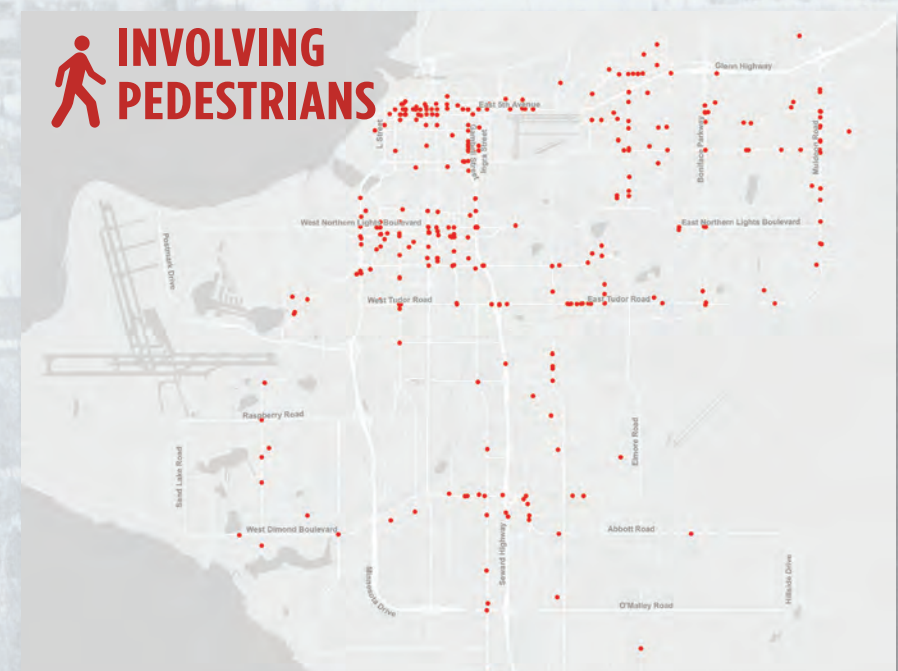 INVOLVING
PEDESTRIANS
Glenn Highway
East 5th Avenue
L Street
Ingra Street
Bonifacn Parkway
Muldoon Road
West Northern Lights Boulevard
East Northern Lights Boulevard
Postmark Drive
West Tudor Road
East Tudor Road
Raspberry Road
Sand Lake Road
Elmore Road
West Dimond Boulevard
Seward Highway
Abbott Road
Minnesota Drive
Hillside Drive
O'Malley Road